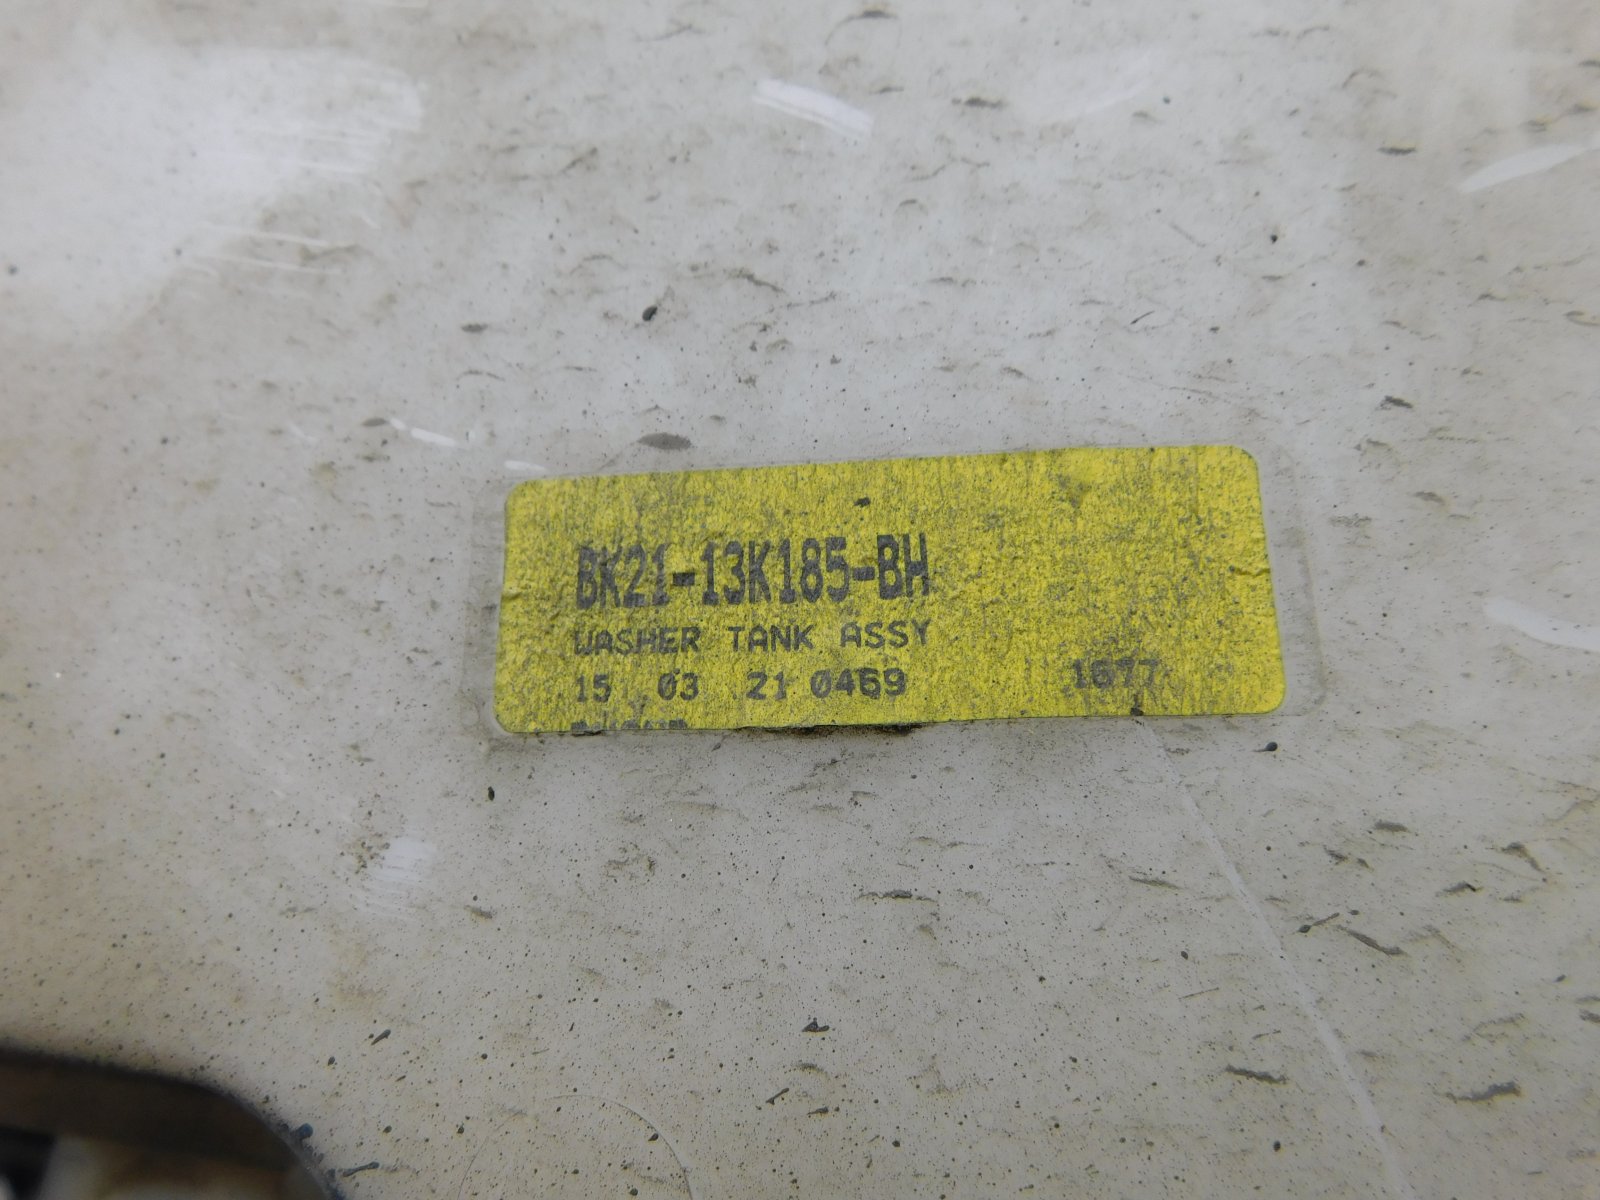 BK21-13K185-BH
WASHER TANK ASSY
15 03 21 0469 1677